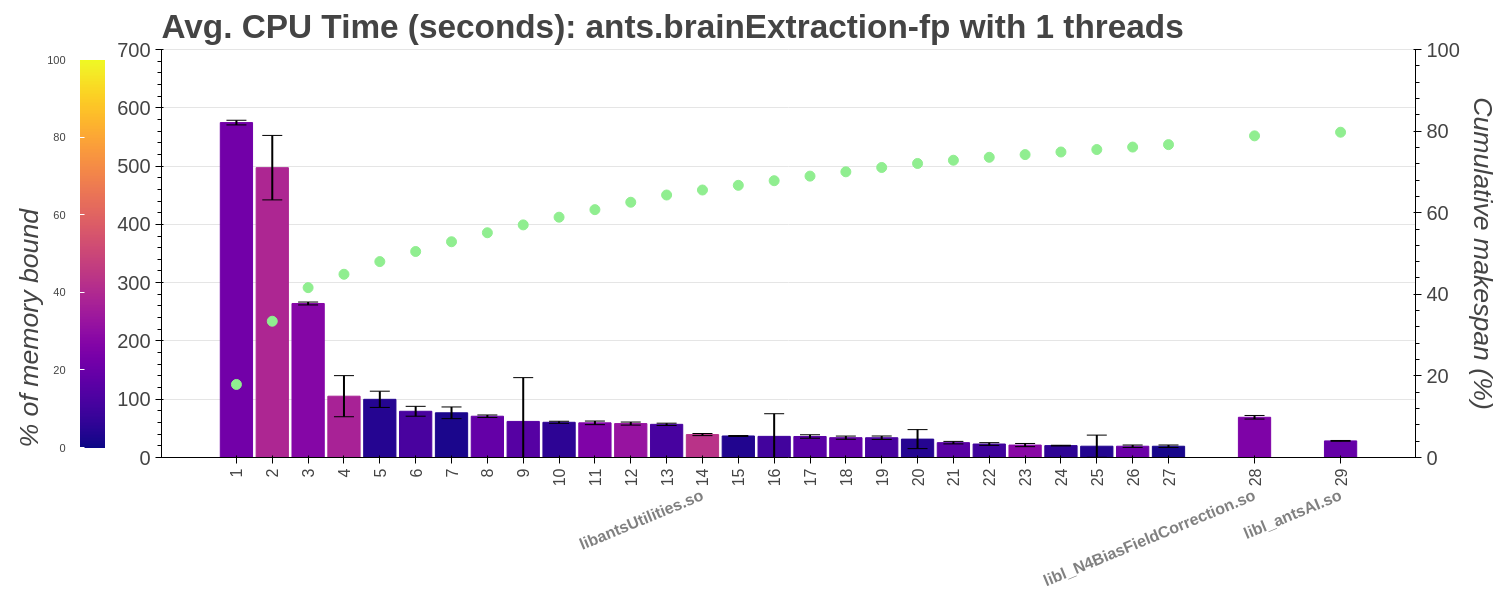 Avg. CPU Time (seconds): ants.brainExtraction-fp with 1 threads
% of memory bound
100
80
60
40
20
0
700
600
500
400
300
200
100
0
100
80
60
40
20
0
Cumulative makespan (%)
1 2 3 4 5 6 7 8 9 10 11 12 13 14 15 16 17 18 19 20 21 22 23 24 25 26 27 28 29
libantsUtilities.so
libl_N4BiasFieldCorrection.so
libl_antsAI.so